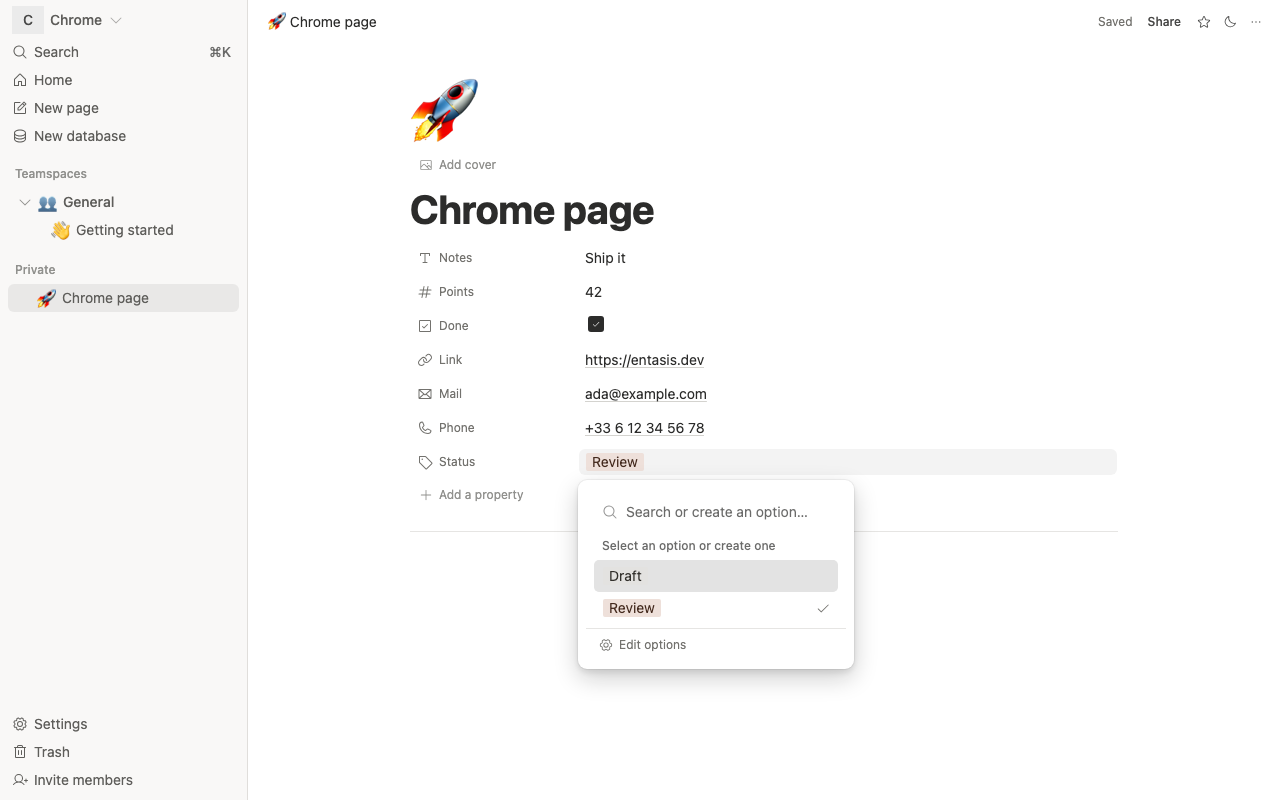 C Chrome
Search ⌘K
Home
New page
New database
Teamspaces
General
Getting started
Private
Chrome page
Settings
Trash
Invite members
Chrome page
Saved Share
Add cover
Chrome page
Notes Ship it
Points 42
Done
Link https://entasis.dev
Mail ada@example.com
Phone +33 6 12 34 56 78
Status Review
Add a property
Search or create an option...
Select an option or create one
Draft
Review
Edit options